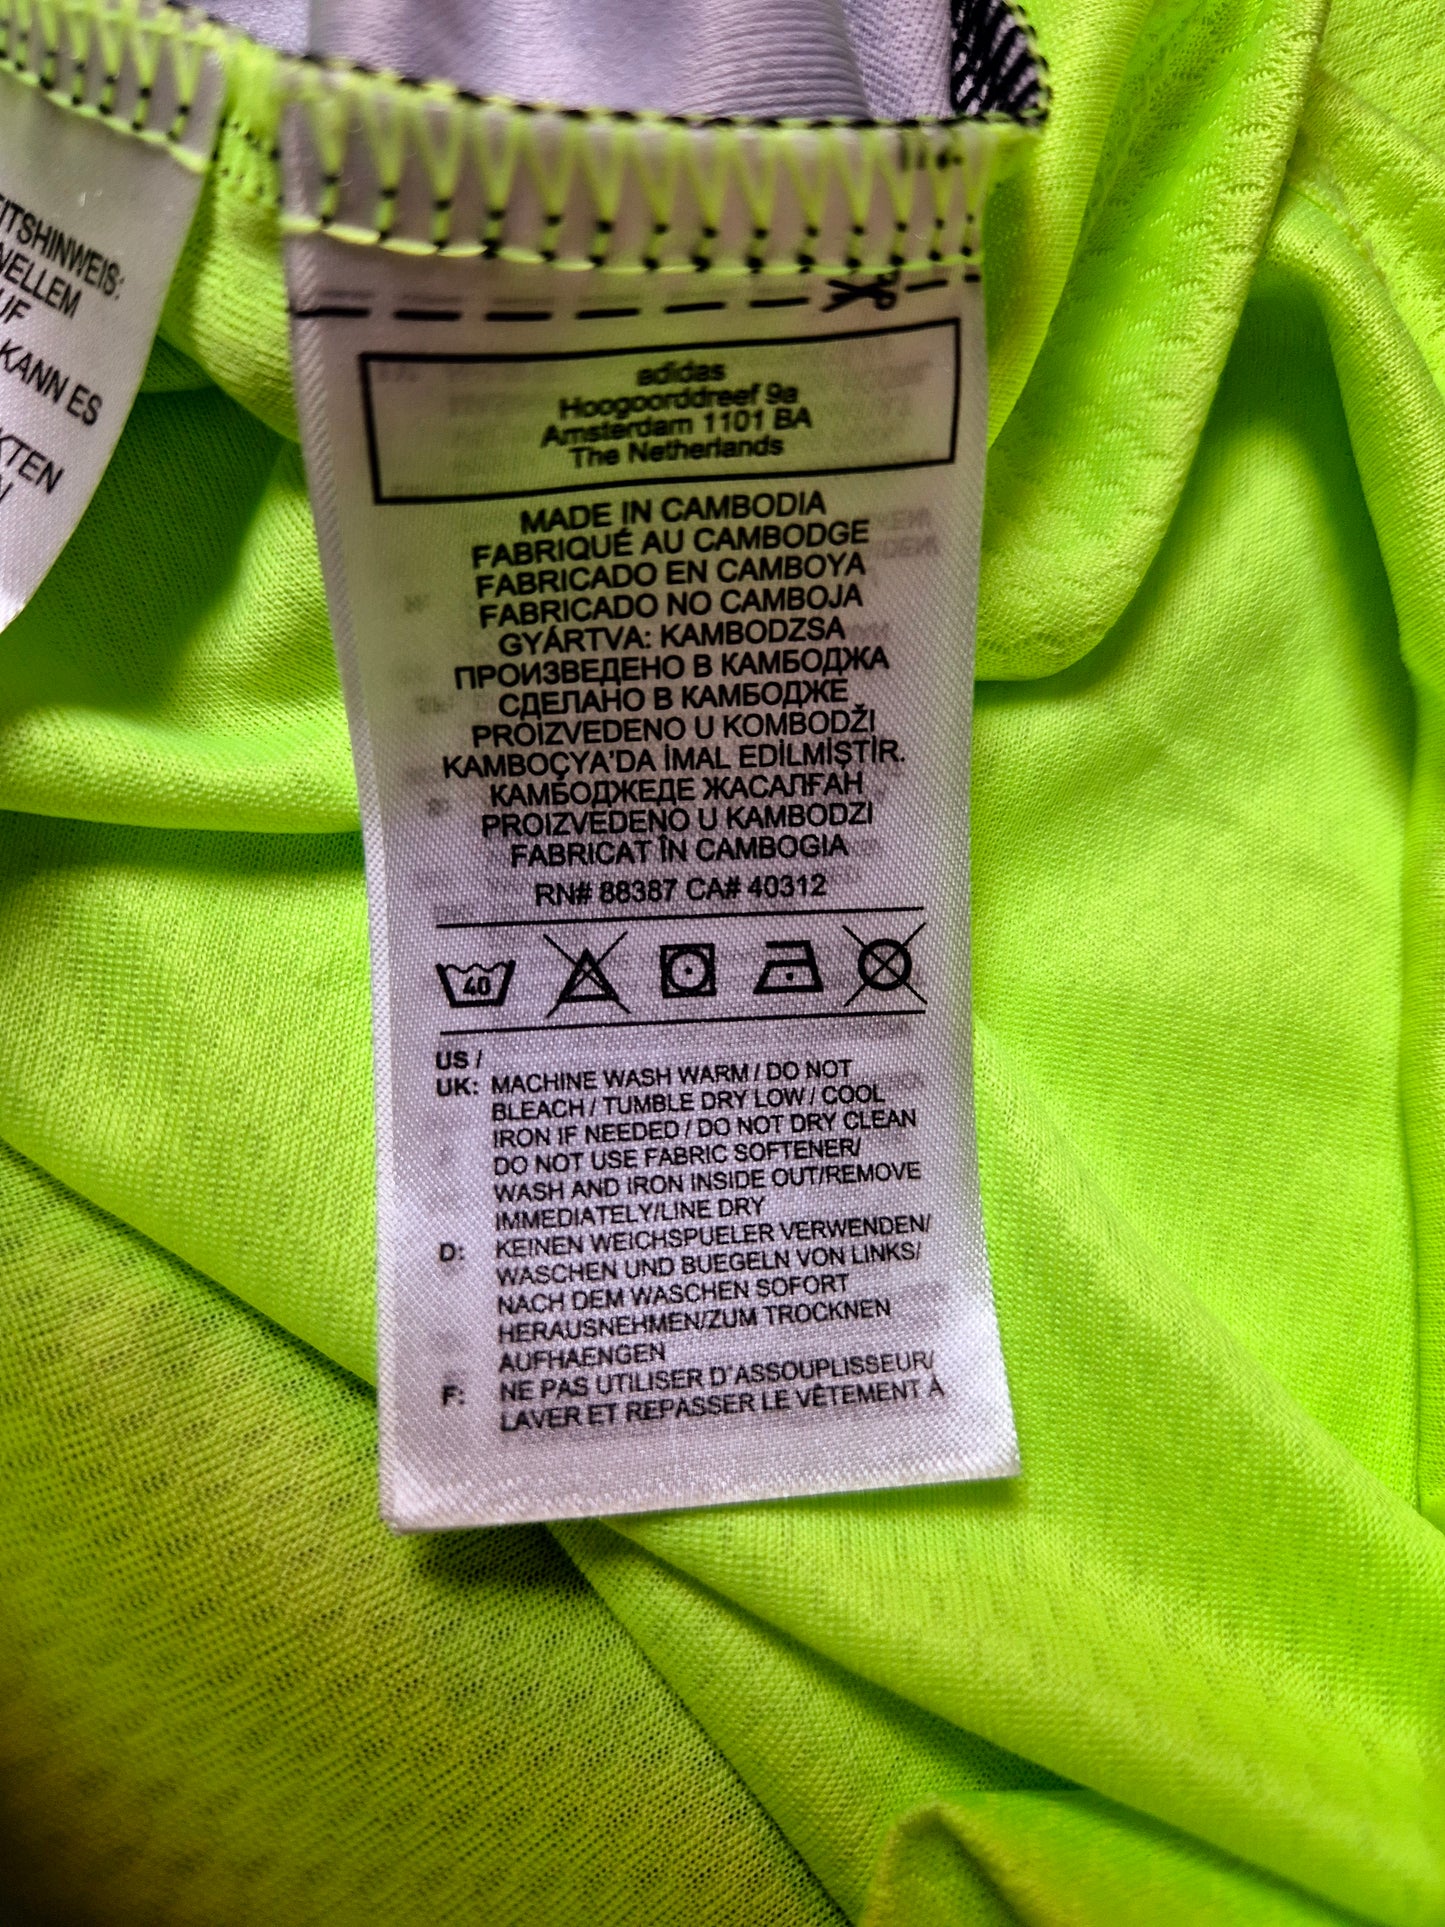 EITSHINWEIS:
NELLEM
UF
KANN ES
KTEN
N
adidas
Hoogoorddreef 9a
Amsterdam 1101 BA
The Netherlands
MADE IN CAMBODIA
FABRIQUÉ AU CAMBODGE
FABRICADO EN CAMBOYA
FABRICADO NO CAMBOJA
GYÁRTVA: KAMBODZSA
ПРОИЗВЕДЕНО В КАМБОДЖА
СДЕЛАНО В КАМБОДЖЕ
PROIZVEDENO U KOMBODŽI
KAMBOÇYA'DA İMAL EDİLMİŞTİR.
КАМБОДЖЕДЕ ЖАСАЛҒАН
PROIZVEDENO U KAMBODZI
FABRICAT ÎN CAMBOGIA
RN# 88387 CA# 40312
40
US /
UK: MACHINE WASH WARM / DO NOT
BLEACH / TUMBLE DRY LOW / COOL
IRON IF NEEDED / DO NOT DRY CLEAN
DO NOT USE FABRIC SOFTENER/
WASH AND IRON INSIDE OUT/REMOVE
IMMEDIATELY/LINE DRY
D: KEINEN WEICHSPUELER VERWENDEN/
WASCHEN UND BUEGELN VON LINKS/
NACH DEM WASCHEN SOFORT
HERAUSNEHMEN/ZUM TROCKNEN
AUFHAENGEN
F: NE PAS UTILISER D'ASSOUPLISSEUR/
LAVER ET REPASSER LE VÊTEMENT À